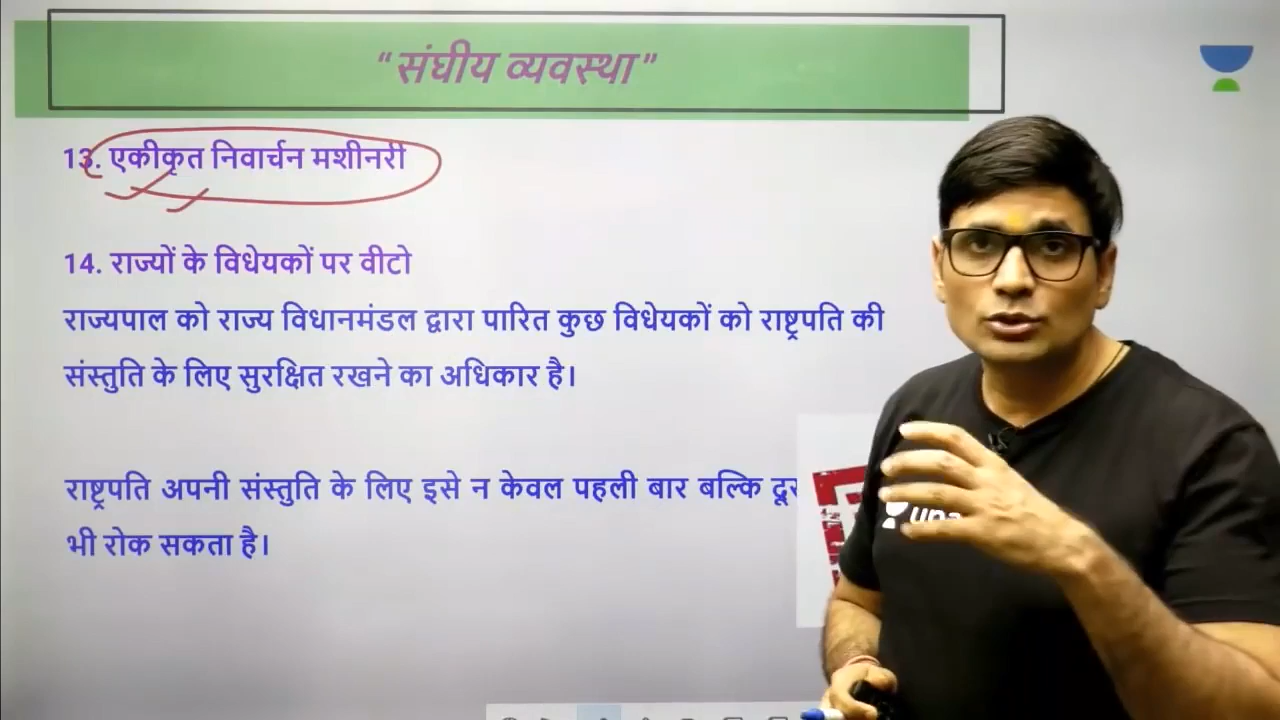 “संघीय व्यवस्था”
13. एकीकृत निवार्चन मशीनरी
14. राज्यों के विधेयकों पर वीटो
राज्यपाल को राज्य विधानमंडल द्वारा पारित कुछ विधेयकों को राष्ट्रपति की
संस्तुति के लिए सुरक्षित रखने का अधिकार है।
राष्ट्रपति अपनी संस्तुति के लिए इसे न केवल पहली बार बल्कि
भी रोक सकता है।